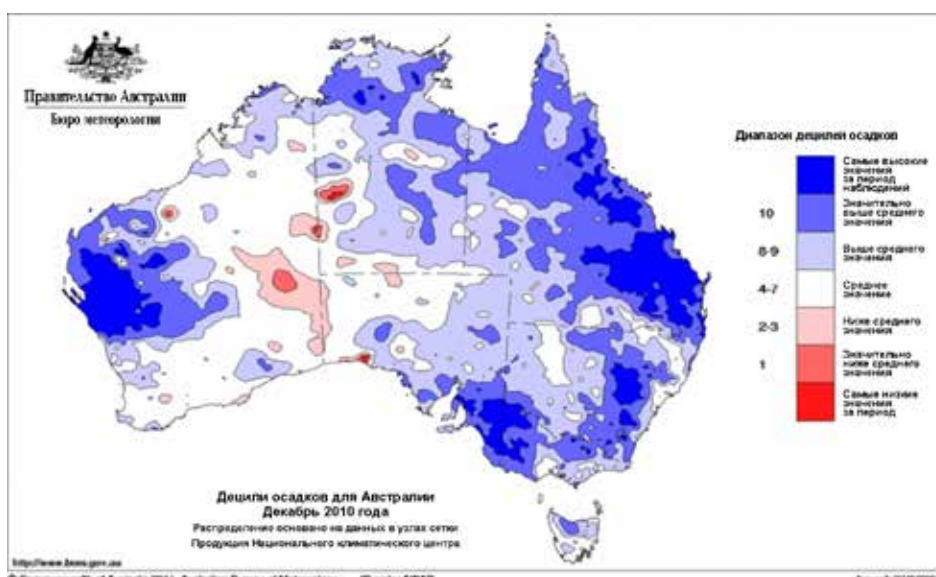 Правительство Австралии
Бюро метеорологии
Диапазон децилей осадков
Самые высокие
значения
за период
наблюдений
10
Значительно
выше среднего
значения
8-9
Выше среднего
значения
4-7
Среднее
значение
2-3
Ниже среднего
значения
1
Значительно
ниже среднего
значения
Самые низкие
значения
за период
Децили осадков для Австралии
Декабрь 2010 года
Распределение основано на данных в узлах сетки
Продукция Национального климатического центра
http://www.bom.gov.au